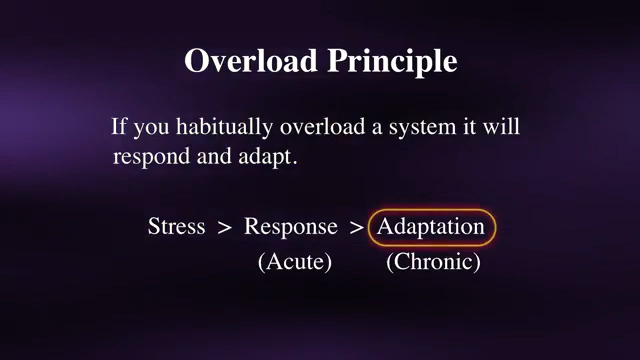 Overload Principle
If you habitually overload a system it will
respond and adapt.
Stress > Response > Adaptation
(Acute) (Chronic)